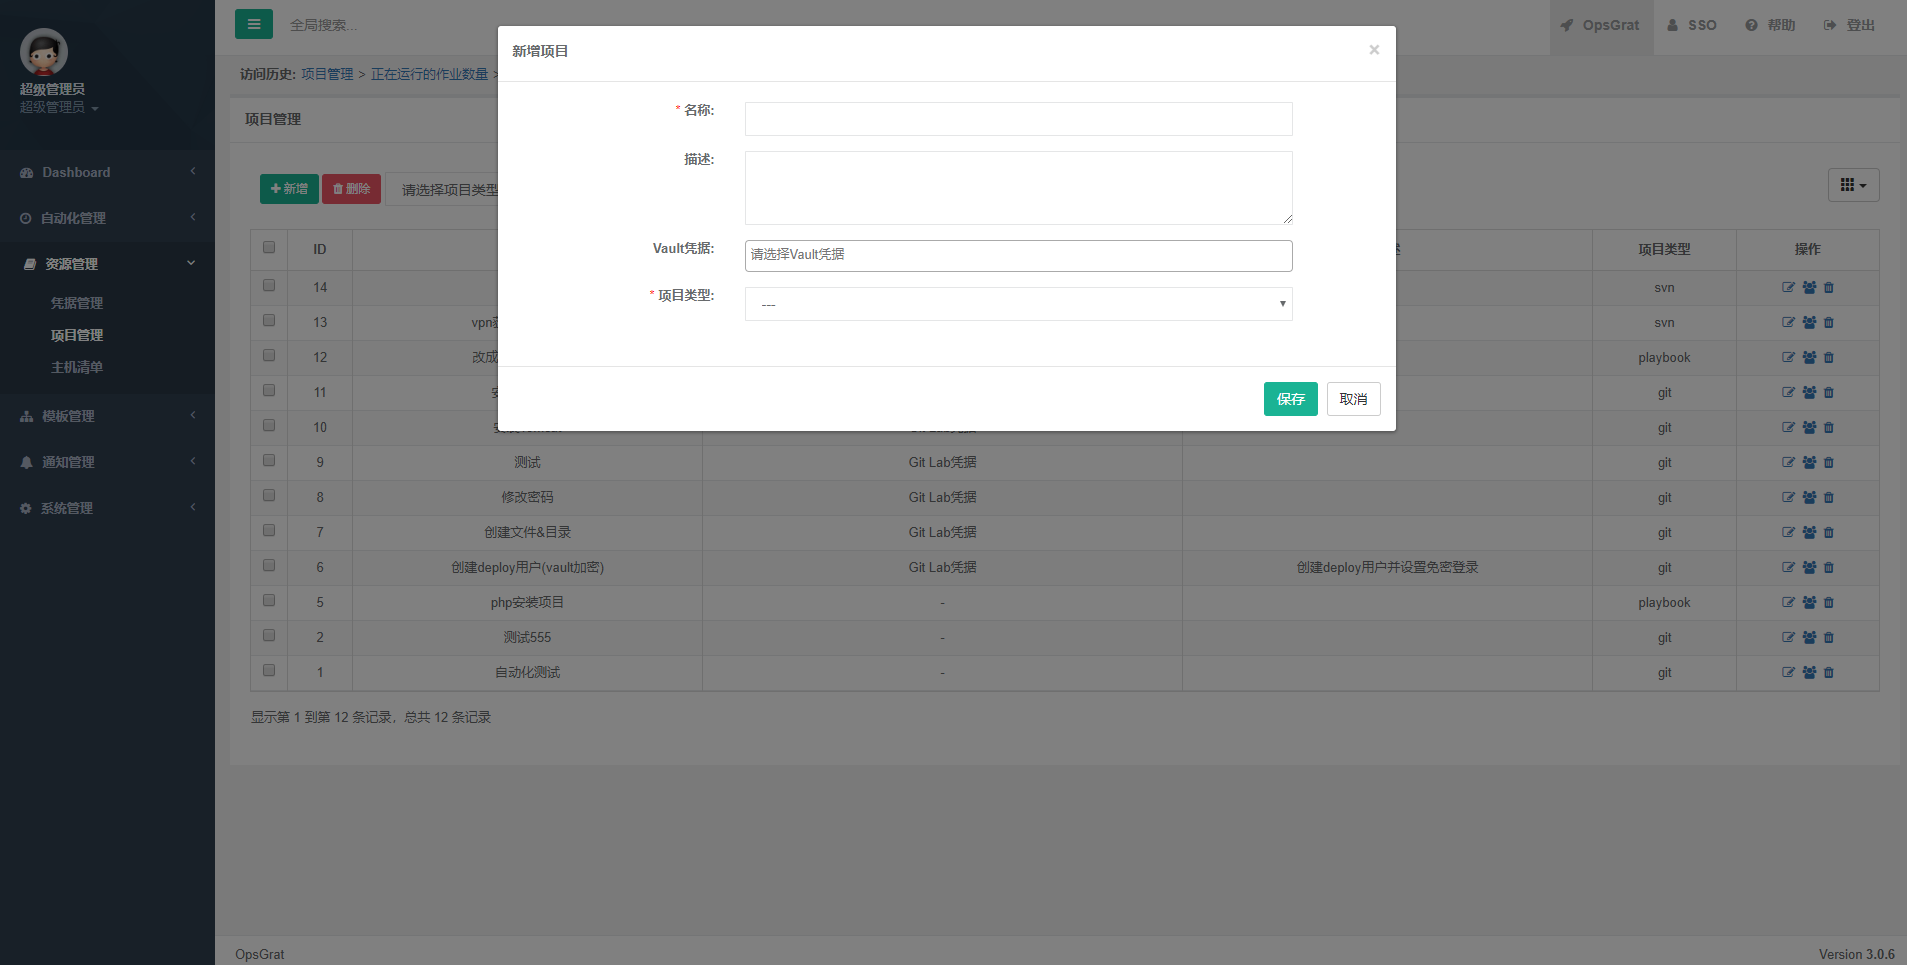 超级管理员
超级管理员
Dashboard
自动化管理
资源管理
凭据管理
项目管理
主机清单
模板管理
通知管理
系统管理
全局搜索...
OpsGrat
SSO
帮助
登出
访问历史: 项目管理 > 正在运行的作业数量 >
项目管理
新增
删除
请选择项目类型
新增项目
×
* 名称:
描述:
Vault凭据:
请选择Vault凭据
* 项目类型:
---
保存
取消
ID 项目类型 操作
14 svn
13 vpn svn
12 改成 playbook
11 git
10 git
9 测试 Git Lab凭据 git
8 修改密码 Git Lab凭据 git
7 创建文件&目录 Git Lab凭据 git
6 创建deploy用户(vault加密) Git Lab凭据 创建deploy用户并设置免密登录 git
5 php安装项目 - playbook
2 测试555 - git
1 自动化测试 - git
显示第 1 到第 12 条记录，总共 12 条记录
OpsGrat
Version 3.0.6